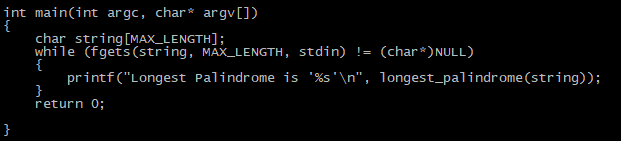 int main(int argc, char* argv[])
{
    char string[MAX_LENGTH];
    while (fgets(string, MAX_LENGTH, stdin) != (char*)NULL)
    {
        printf("Longest Palindrome is '%s'\n", longest_palindrome(string));
    }
    return 0;
}